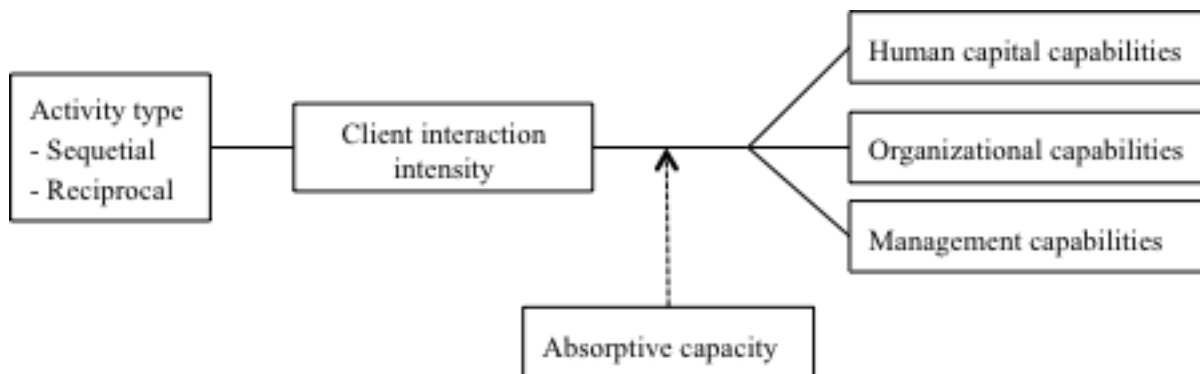 Activity type
- Sequetial
- Reciprocal
Client interaction
intensity
Human capital capabilities
Organizational capabilities
Management capabilities
Absorptive capacity